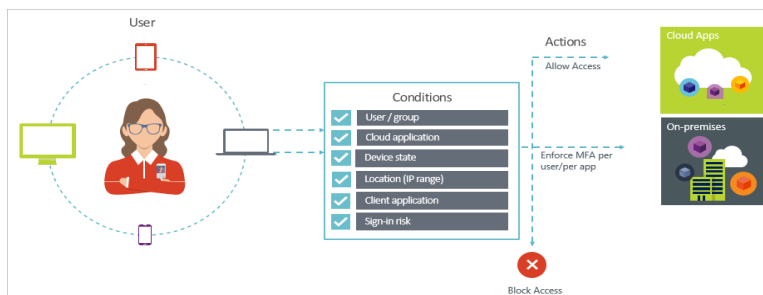 User
Conditions
User / group
Cloud application
Device state
Location (IP range)
Client application
Sign-in risk
Actions
Allow Access
Enforce MFA per
user/per app
Block Access
Cloud Apps
On-premises